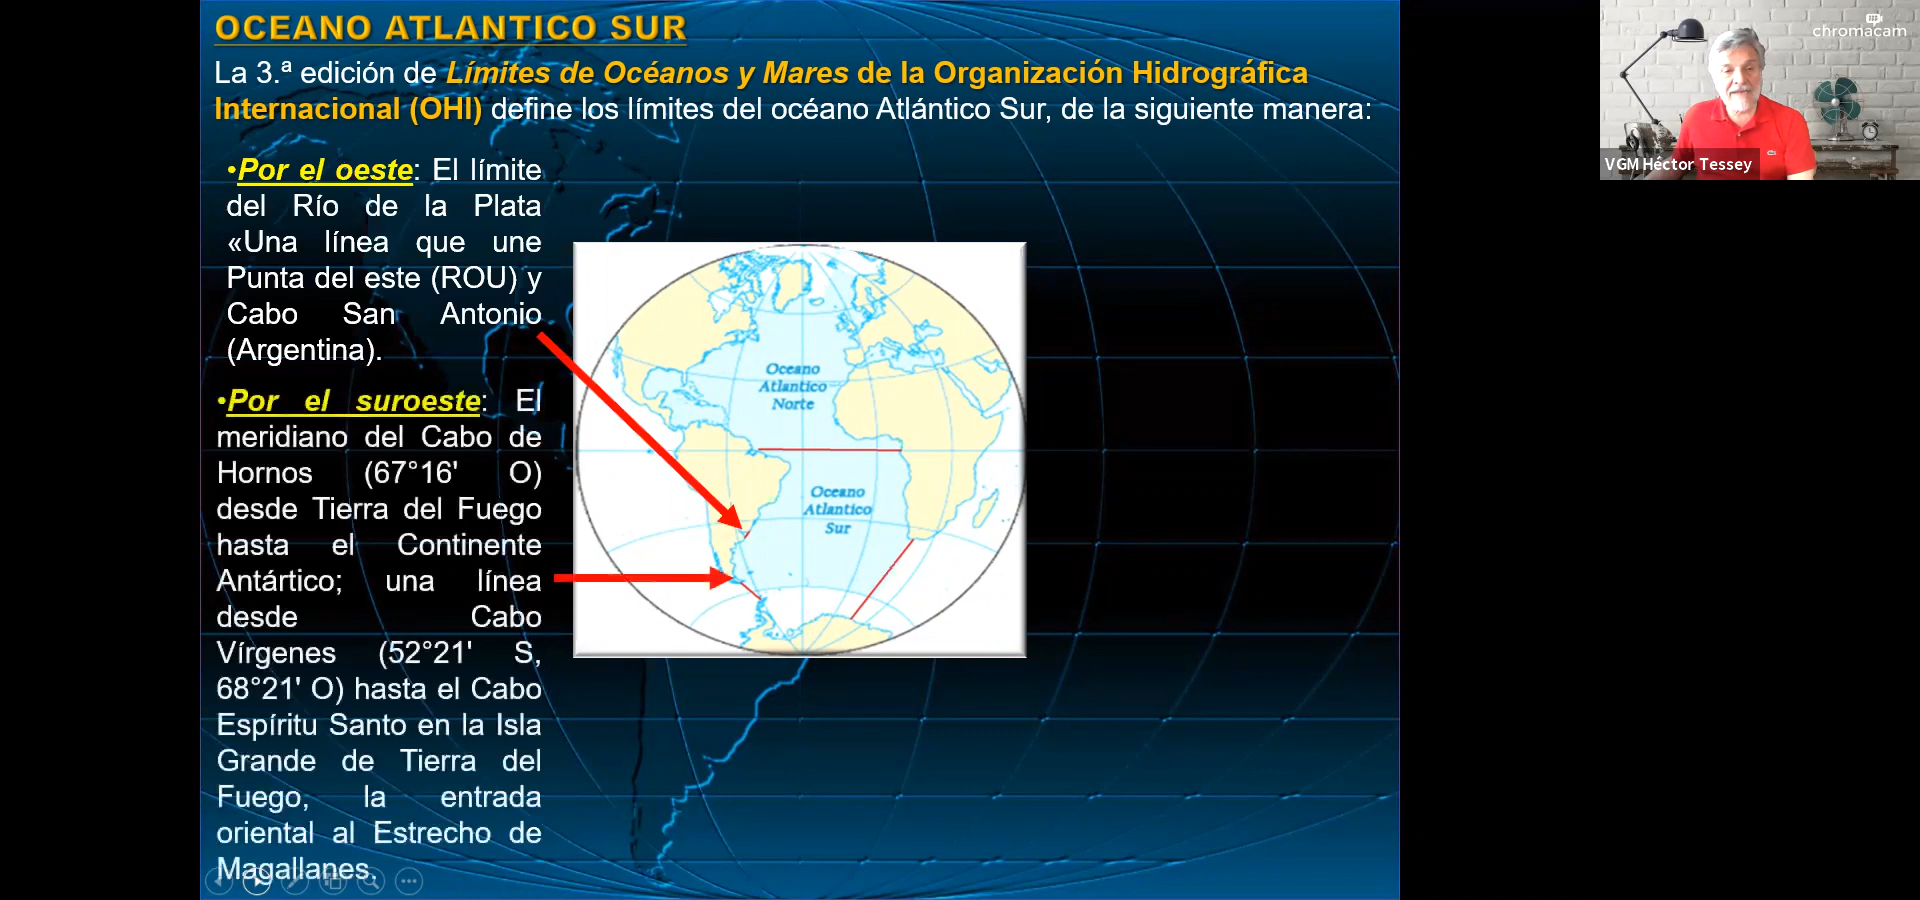 OCEANO ATLANTICO SUR
La 3.ª edición de Límites de Océanos y Mares de la Organización Hidrográfica
Internacional (OHI) define los límites del océano Atlántico Sur, de la siguiente manera:
•Por el oeste: El límite
del Río de la Plata
«Una línea que une
Punta del este (ROU) y
Cabo San Antonio
(Argentina).
•Por el suroeste: El
meridiano del Cabo de
Hornos (67°16' O)
desde Tierra del Fuego
hasta el Continente
Antártico; una línea
desde Cabo
Vírgenes (52°21' S,
68°21' O) hasta el Cabo
Espíritu Santo en la Isla
Grande de Tierra del
Fuego, la entrada
oriental al Estrecho de
Magallanes.
Oceano
Atlantico
Norte
Oceano
Atlantico
Sur
chromacam
VGM Héctor Tessey